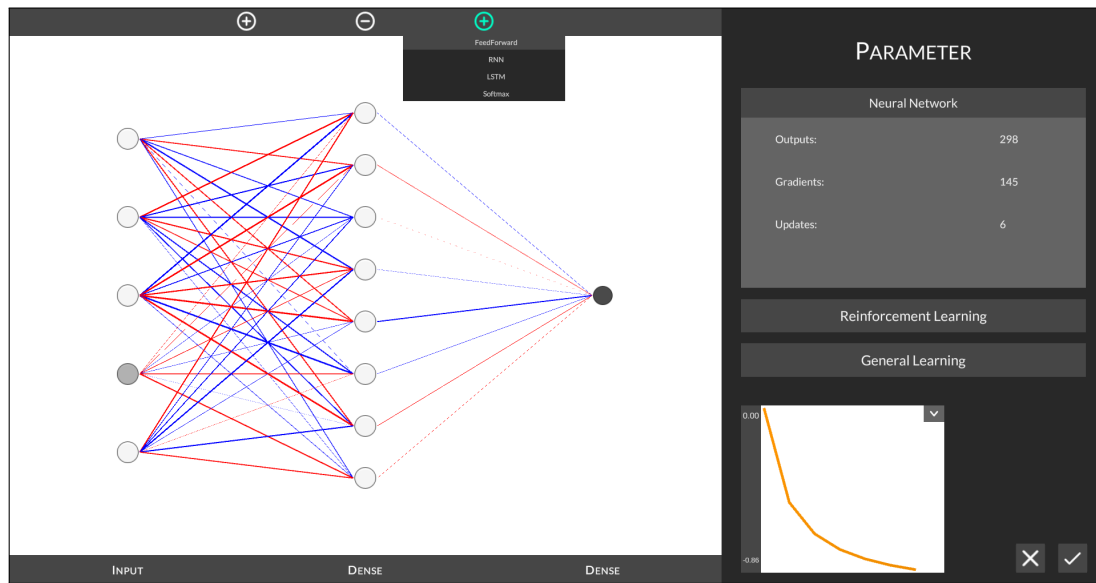 FeedForward
RNN
LSTM
Softmax
INPUT
DENSE
DENSE
PARAMETER
Neural Network
Outputs: 298
Gradients: 145
Updates: 6
Reinforcement Learning
General Learning
0.00
-0.86